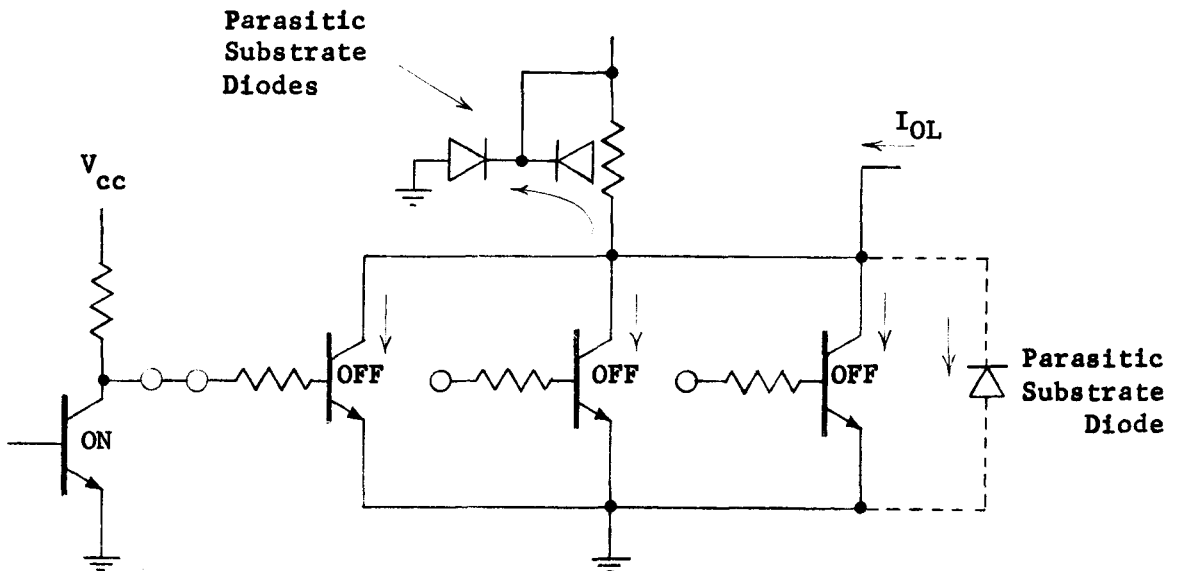 Parasitic
Substrate
Diodes
I_OL
V_cc
ON
OFF
OFF
OFF
Parasitic
Substrate
Diode